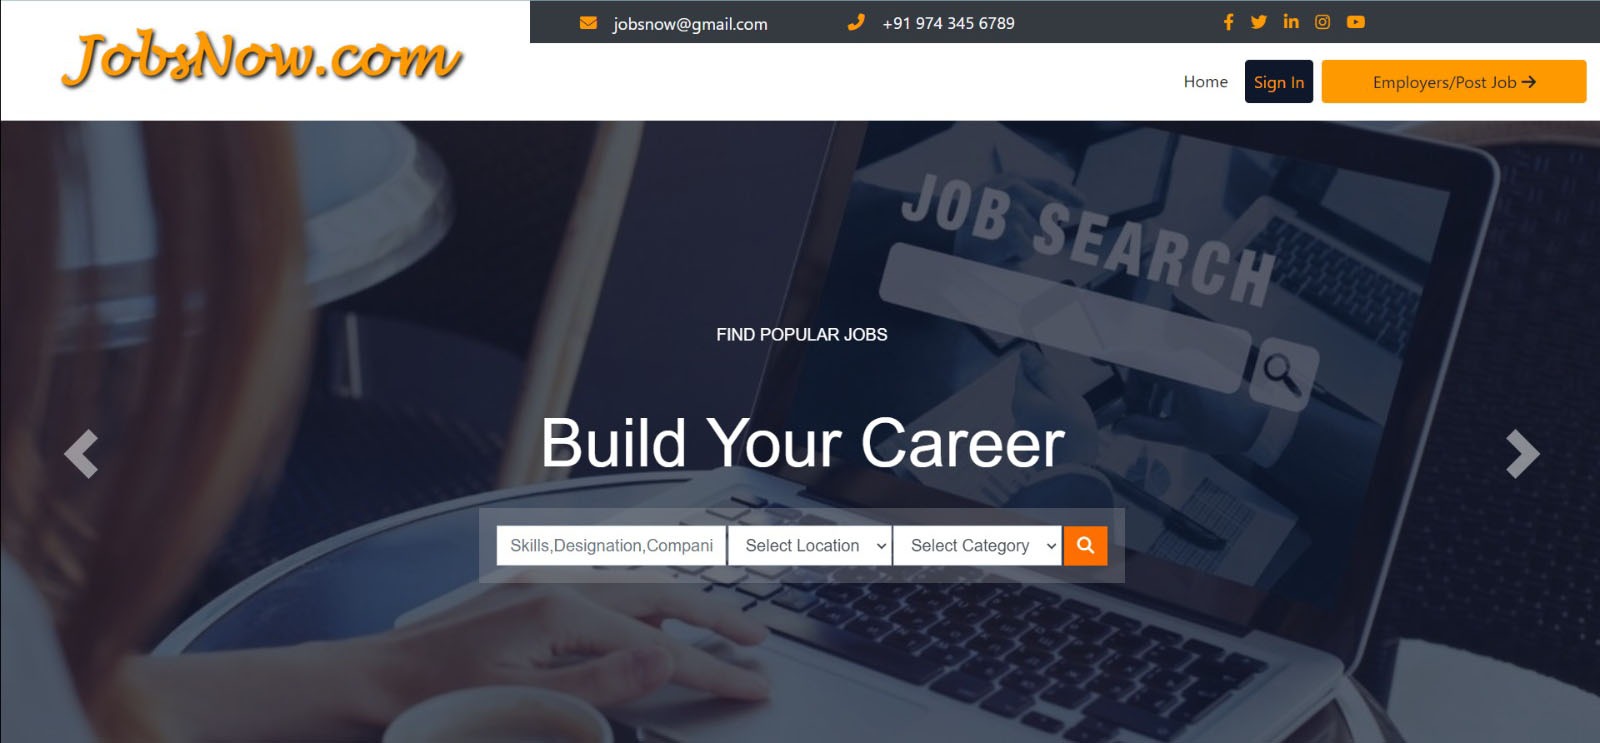 JobsNow.com
jobsnow@gmail.com
+91 974 345 6789
Home
Sign In
Employers/Post Job
JOB SEARCH
FIND POPULAR JOBS
Build Your Career
Skills,Designation,Compani
Select Location
Select Category